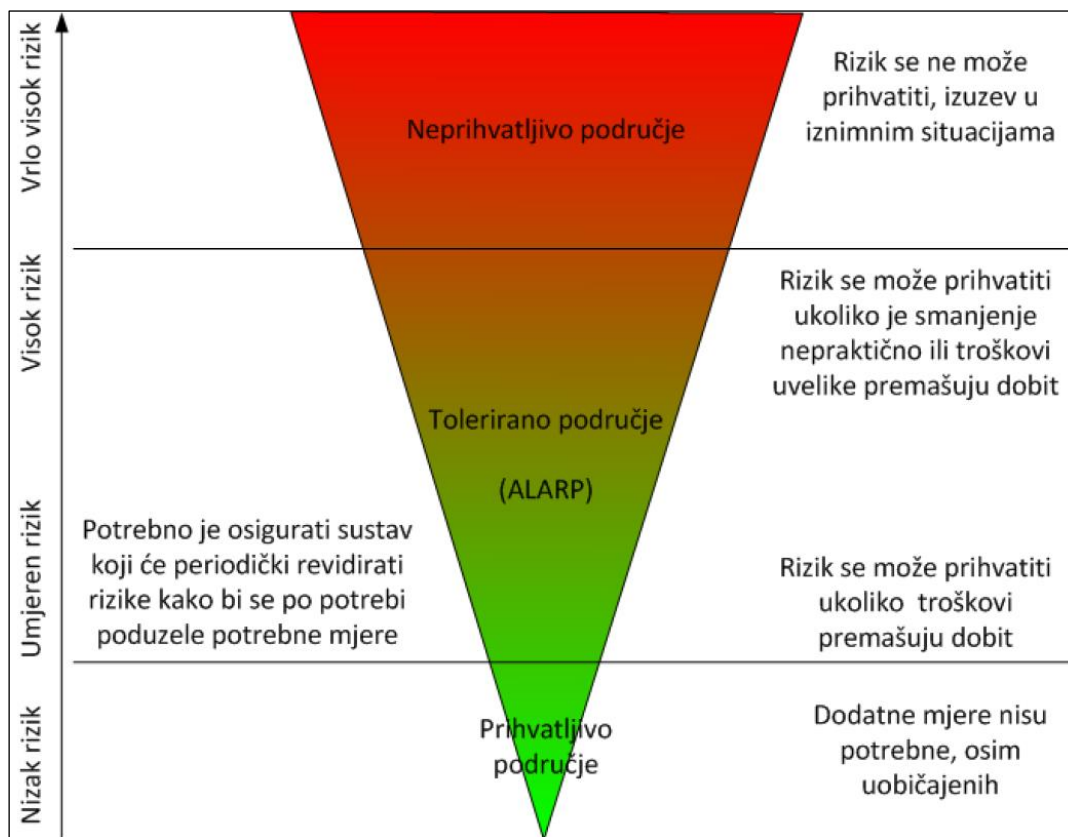 Vrlo visok rizik
Neprihvatljivo područje
Rizik se ne može
prihvatiti, izuzev u
iznimnim situacijama
Visok rizik
Rizik se može prihvatiti
ukoliko je smanjenje
nepraktično ili troškovi
uvelike premašuju dobit
Tolerirano područje
(ALARP)
Umjeren rizik
Potrebno je osigurati sustav
koji će periodički revidirati
rizike kako bi se po potrebi
poduzele potrebne mjere
Rizik se može prihvatiti
ukoliko troškovi
premašuju dobit
Nizak rizik
Prihvatljivo
područje
Dodatne mjere nisu
potrebne, osim
uobičajenih